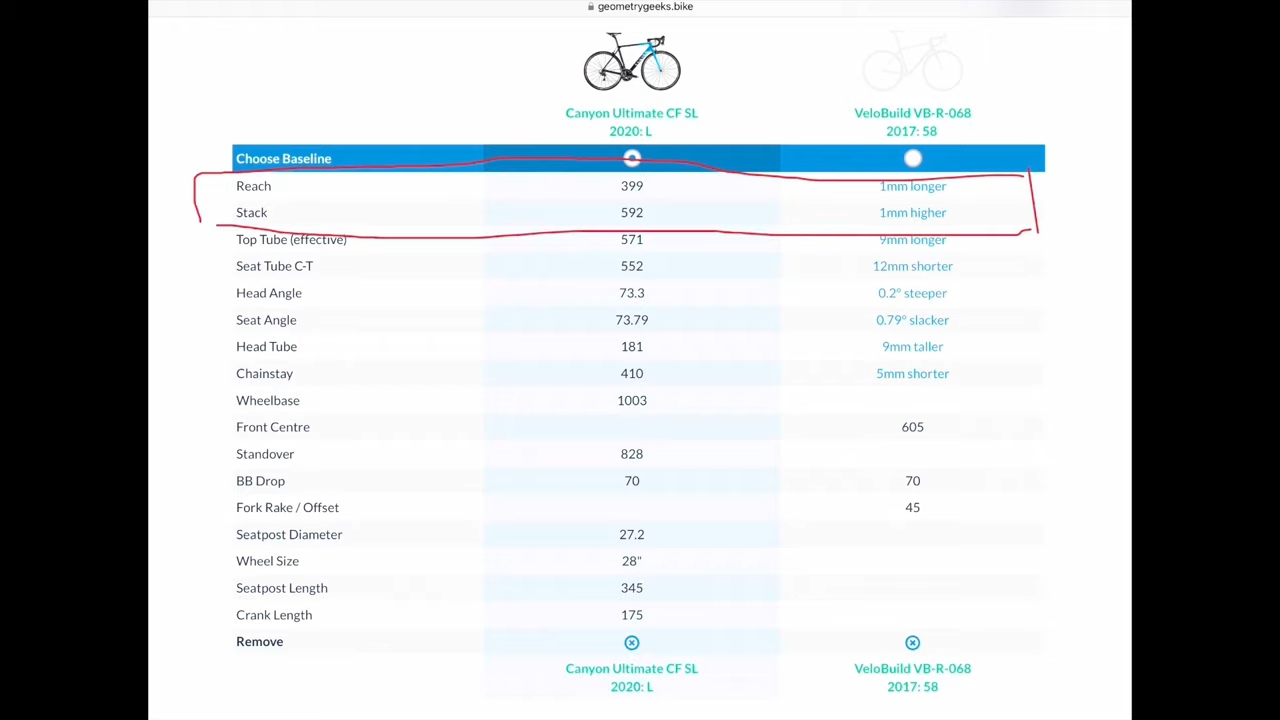 geometrygeeks.bike
Canyon Ultimate CF SL VeloBuild VB-R-068
2020: L 2017: 58
Choose Baseline
Reach 399 1mm longer
Stack 592 1mm higher
Top Tube (effective) 571 9mm longer
Seat Tube C-T 552 12mm shorter
Head Angle 73.3 0.2° steeper
Seat Angle 73.79 0.79° slacker
Head Tube 181 9mm taller
Chainstay 410 5mm shorter
Wheelbase 1003
Front Centre 605
Standover 828
BB Drop 70 70
Fork Rake / Offset 45
Seatpost Diameter 27.2
Wheel Size 28"
Seatpost Length 345
Crank Length 175
Remove
Canyon Ultimate CF SL VeloBuild VB-R-068
2020: L 2017: 58